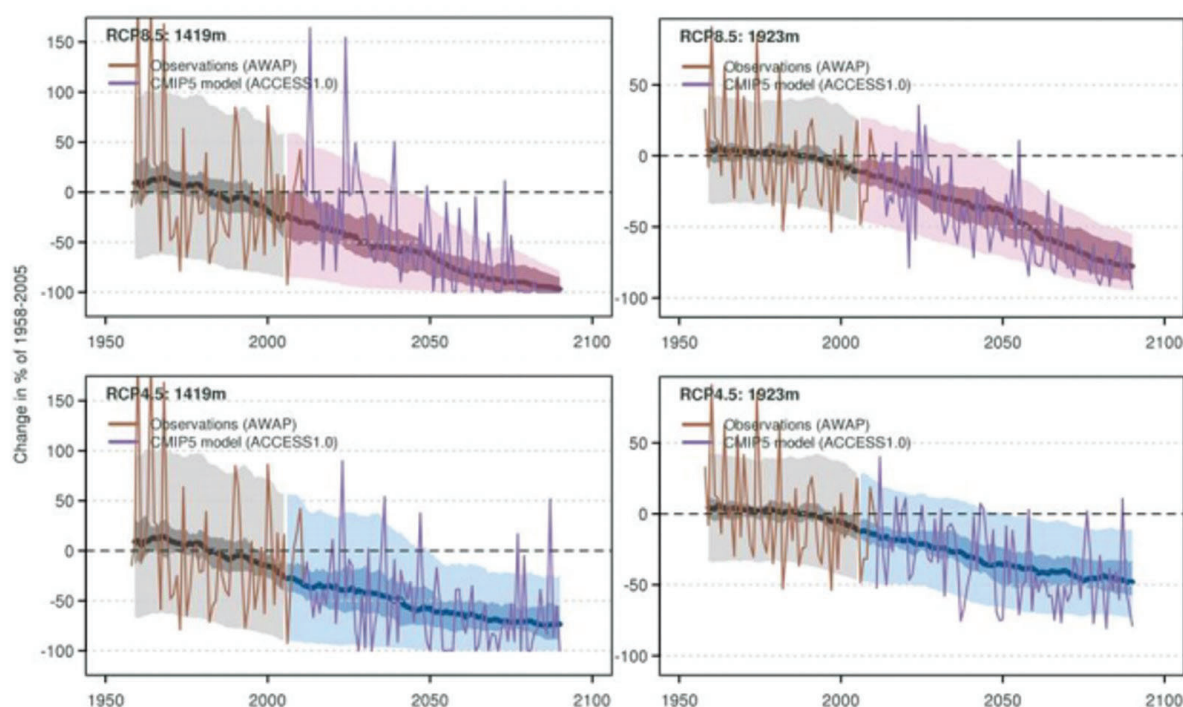 Change in % of 1958-2005
RCP8.5: 1419m
Observations (AWAP)
CMIP5 model (ACCESS1.0)
150
100
50
0
-50
-100
1950
2000
2050
2100
RCP8.5: 1923m
Observations (AWAP)
CMIP5 model (ACCESS1.0)
50
0
-50
-100
1950
2000
2050
2100
RCP4.5: 1419m
Observations (AWAP)
CMIP5 model (ACCESS1.0)
150
100
50
0
-50
-100
1950
2000
2050
2100
RCP4.5: 1923m
Observations (AWAP)
CMIP5 model (ACCESS1.0)
50
0
-50
-100
1950
2000
2050
2100